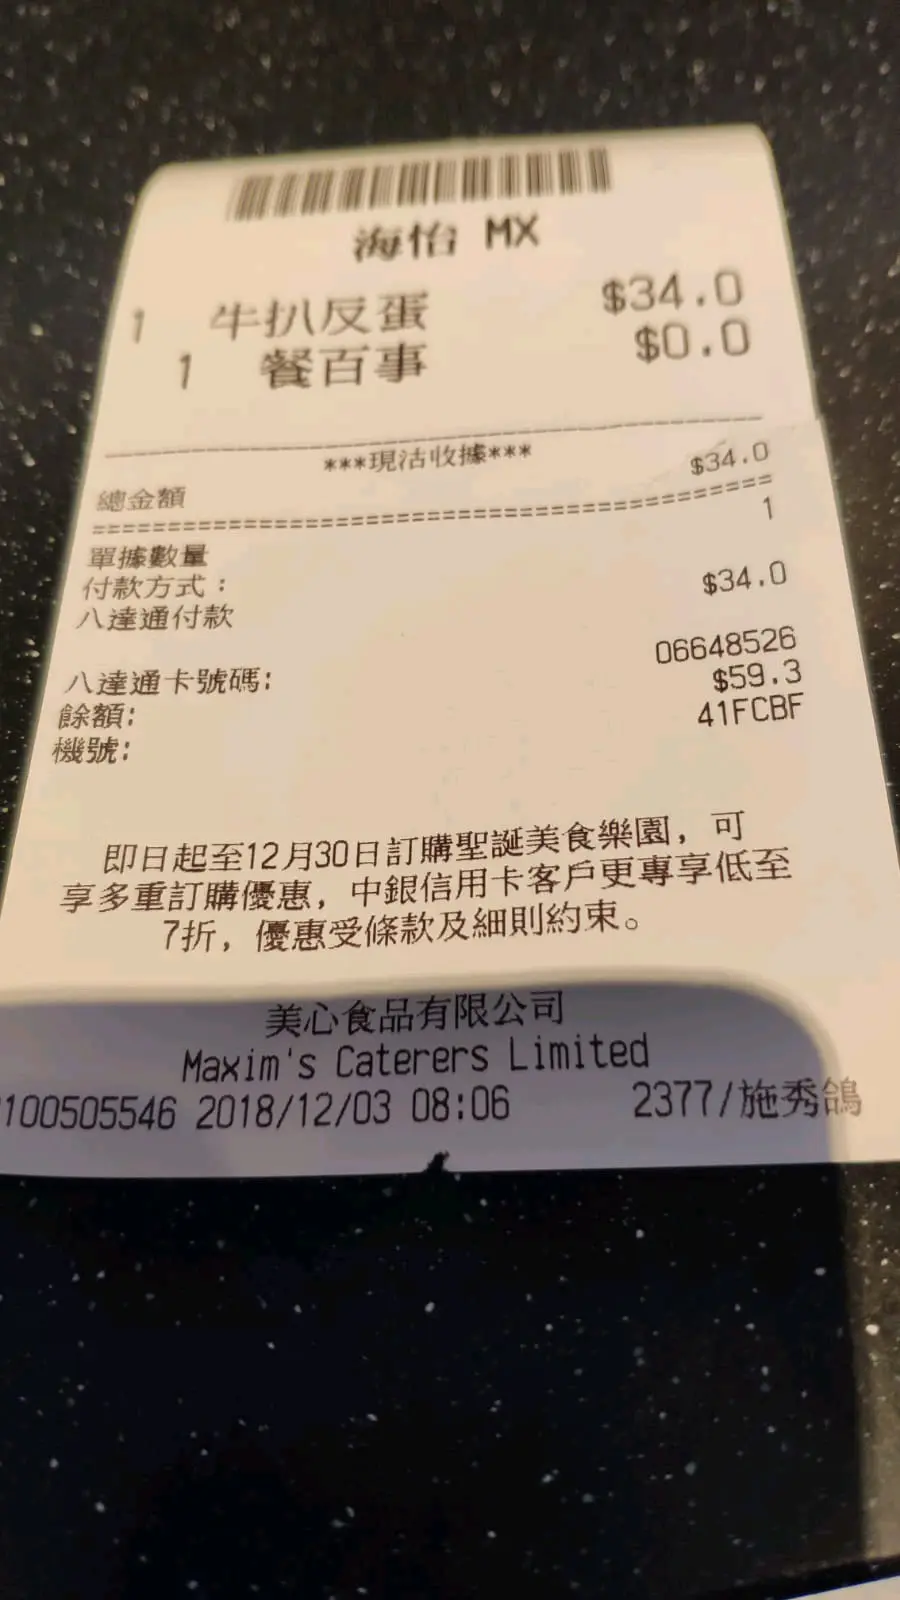 海怡 MX
1 牛扒反蛋 $34.0
1 餐百事 $0.0
***現沽收據***
總金額 $34.0
單據數量 1
付款方式：
八達通付款 $34.0
八達通卡號碼: 06648526
餘額: $59.3
機號: 41FCBF
即日起至12月30日訂購聖誕美食樂園，可
享多重訂購優惠，中銀信用卡客戶更專享低至
7折，優惠受條款及細則約束。
美心食品有限公司
Maxim's Caterers Limited
100505546 2018/12/03 08:06 2377/施秀鴿